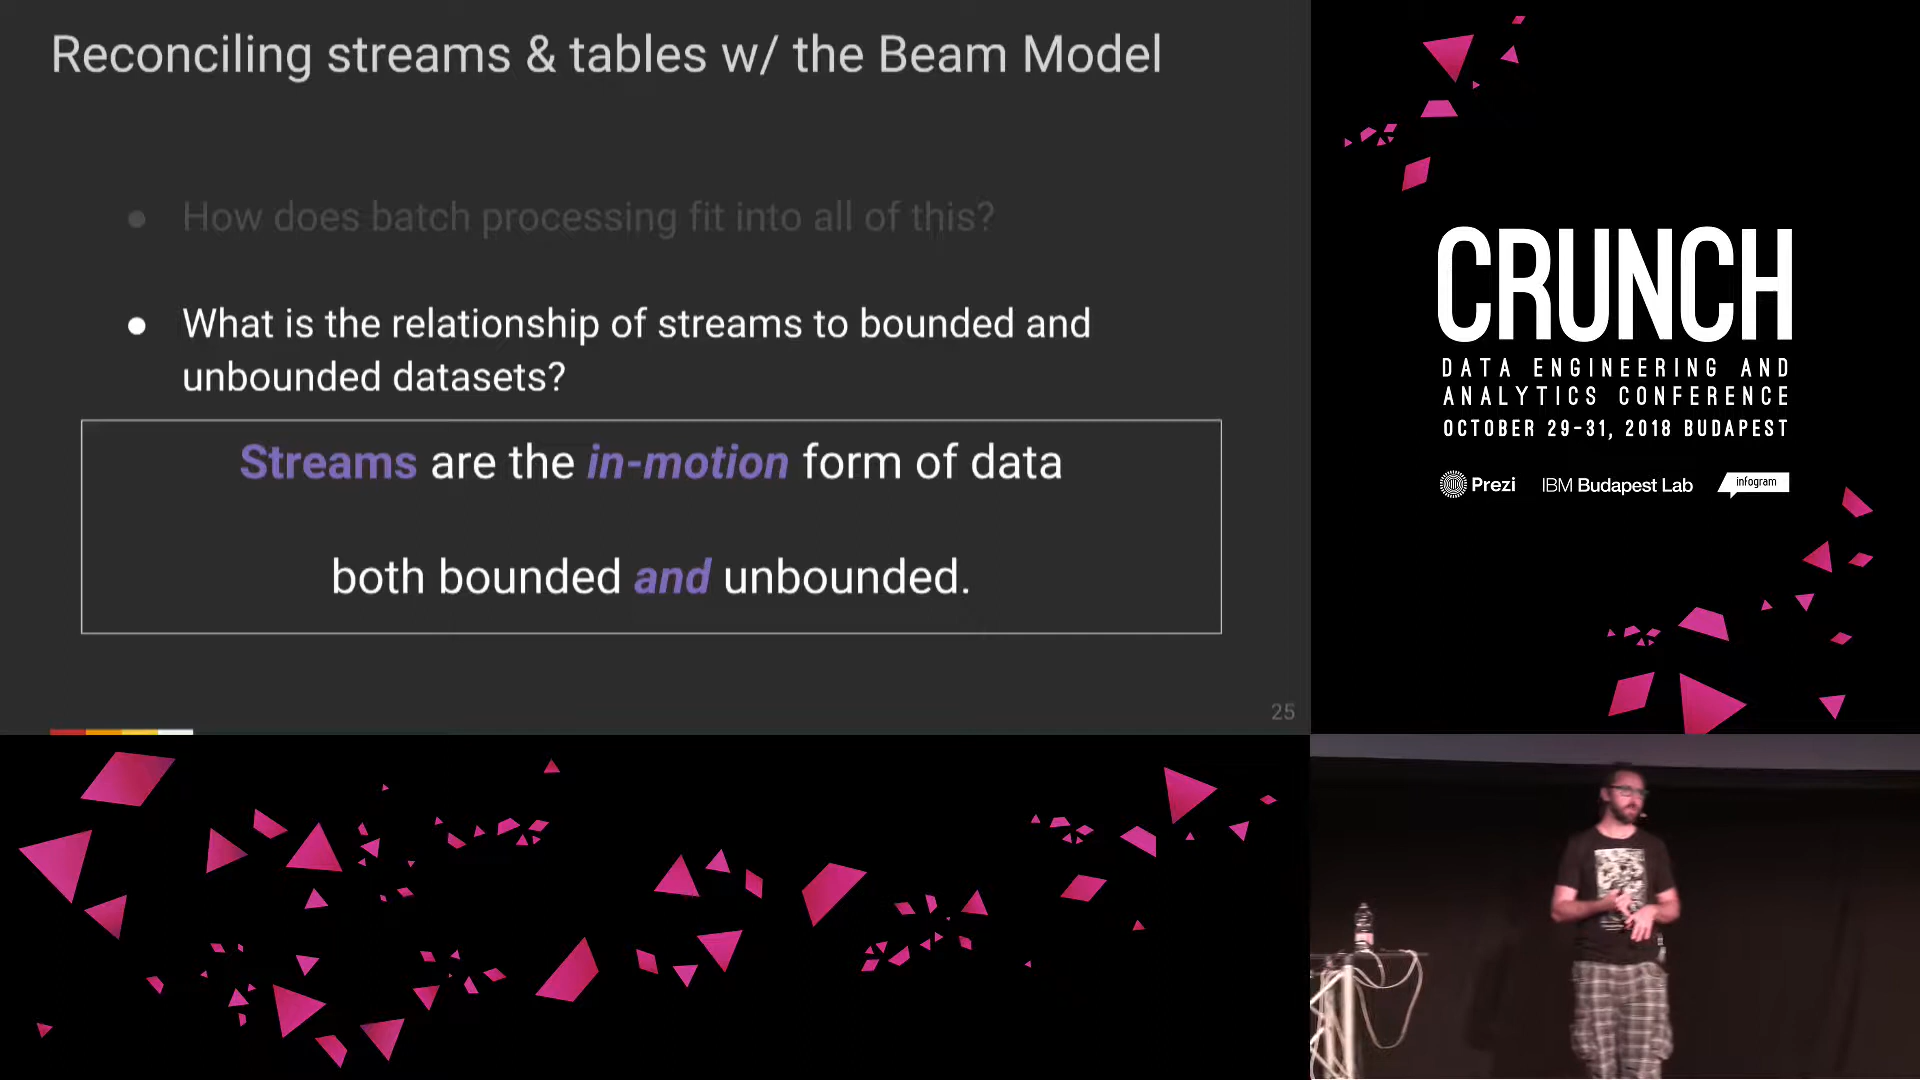 Reconciling streams & tables w/ the Beam Model
● How does batch processing fit into all of this?
● What is the relationship of streams to bounded and
unbounded datasets?
Streams are the in-motion form of data
both bounded and unbounded.
25
CRUNCH
DATA ENGINEERING AND
ANALYTICS CONFERENCE
OCTOBER 29-31, 2018 BUDAPEST
Prezi IBM Budapest Lab infogram